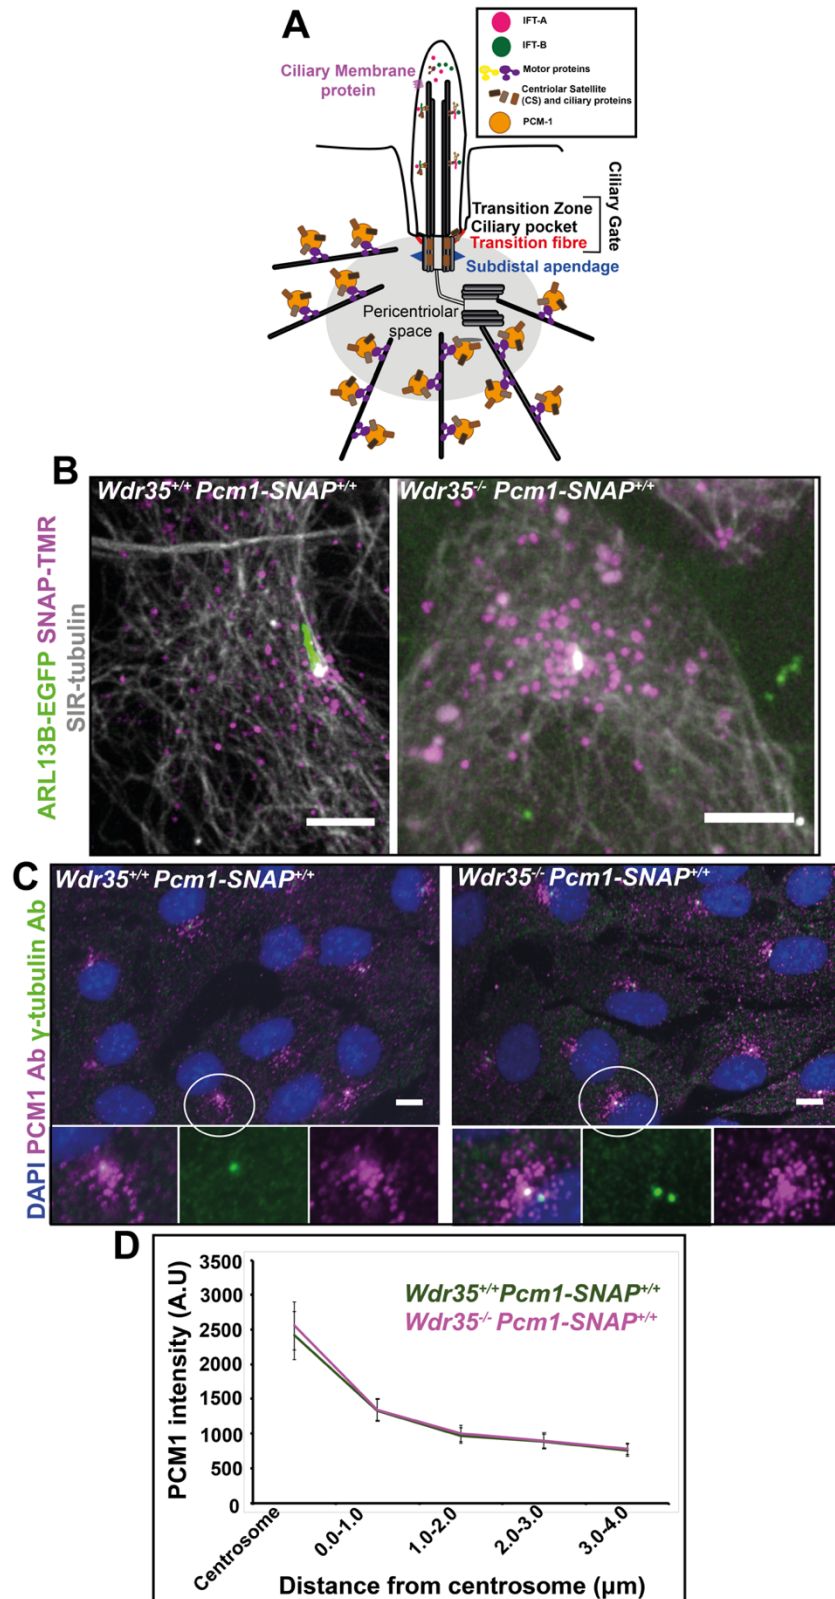 A
IFT-A
IFT-B
Motor proteins
Centriolar Satellite
(CS) and ciliary proteins
PCM-1
Ciliary Membrane
protein
Transition Zone
Ciliary pocket
Transition fibre
Ciliary Gate
Subdistal apendage
Pericentriolar
space
B
Wdr35+/+ Pcm1-SNAP+/+
Wdr35-/- Pcm1-SNAP+/+
ARL13B-EGFP SNAP-TMR
SIR-tubulin
C
Wdr35+/+ Pcm1-SNAP+/+
Wdr35-/- Pcm1-SNAP+/+
DAPI PCM1 Ab γ-tubulin Ab
D
Wdr35+/+Pcm1-SNAP+/+
Wdr35-/- Pcm1-SNAP+/+
PCM1 intensity (A.U)
3500
3000
2500
2000
1500
1000
500
0
Centrosome
0.0-1.0
1.0-2.0
2.0-3.0
3.0-4.0
Distance from centrosome (μm)